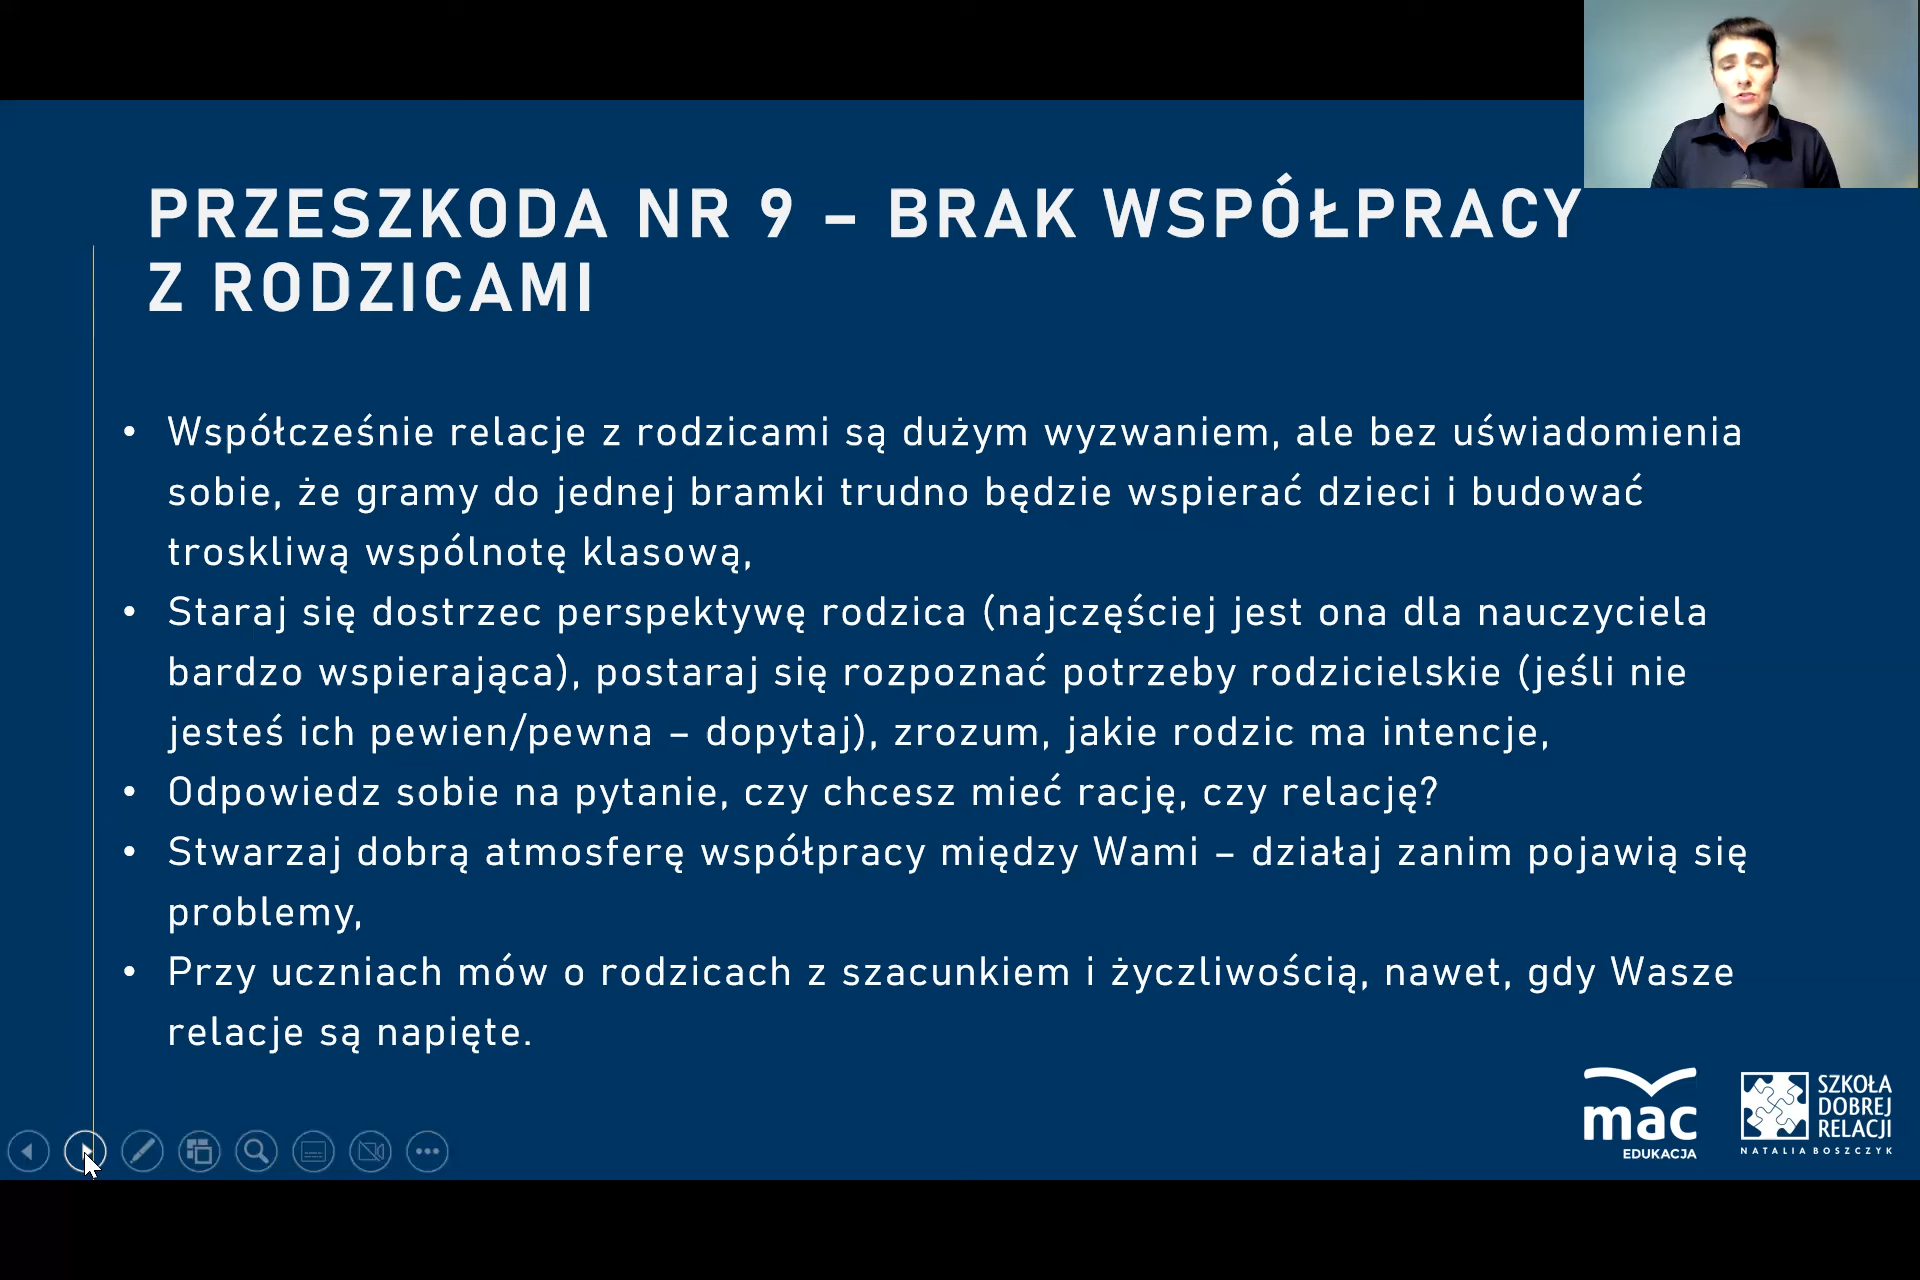 PRZESZKODA NR 9 – BRAK WSPÓŁPRACY
Z RODZICAMI
• Współcześnie relacje z rodzicami są dużym wyzwaniem, ale bez uświadomienia
sobie, że gramy do jednej bramki trudno będzie wspierać dzieci i budować
troskliwą wspólnotę klasową,
• Staraj się dostrzec perspektywę rodzica (najczęściej jest ona dla nauczyciela
bardzo wspierająca), postaraj się rozpoznać potrzeby rodzicielskie (jeśli nie
jesteś ich pewien/pewna – dopytaj), zrozum, jakie rodzic ma intencje,
• Odpowiedz sobie na pytanie, czy chcesz mieć rację, czy relację?
• Stwarzaj dobrą atmosferę współpracy między Wami – działaj zanim pojawią się
problemy,
• Przy uczniach mów o rodzicach z szacunkiem i życzliwością, nawet, gdy Wasze
relacje są napięte.
mac
EDUKACJA
SZKOŁA
DOBREJ
RELACJI
NATALIA BOSZCZYK